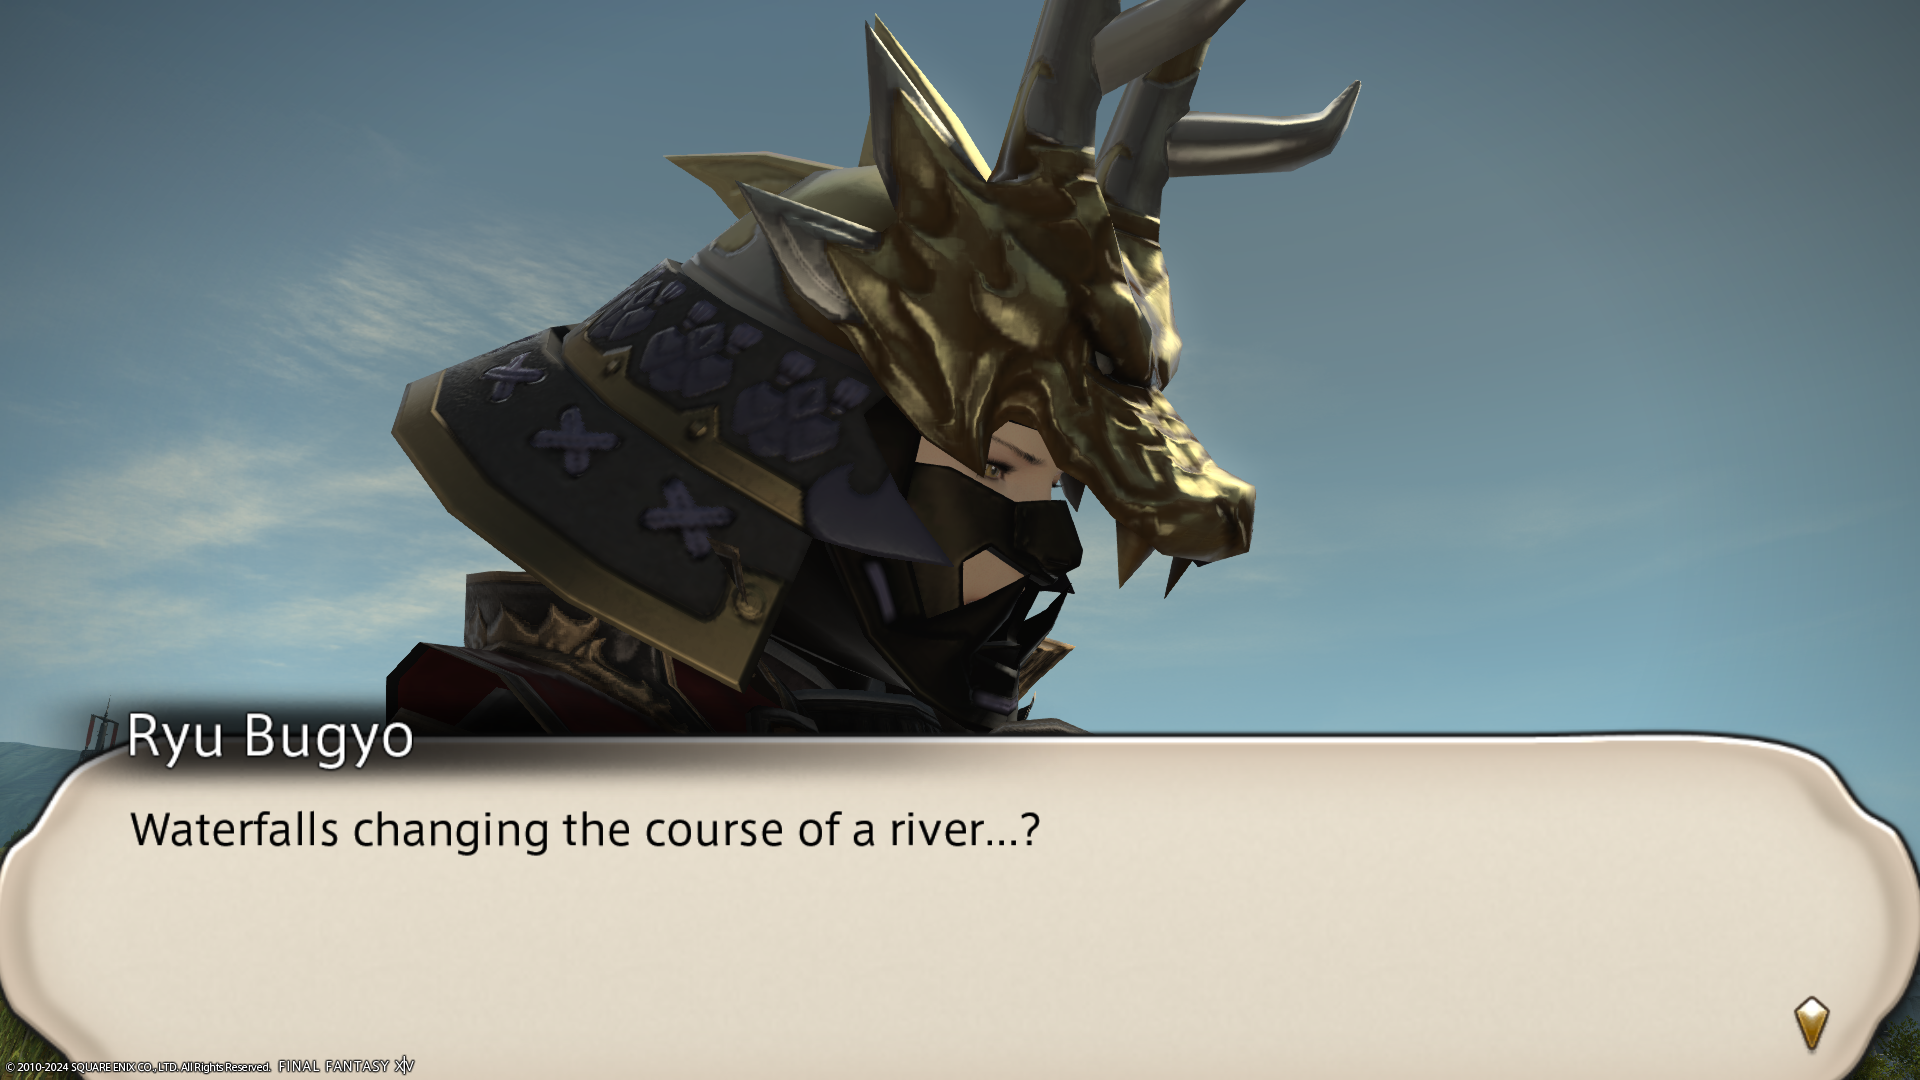 Ryu Bugyo
Waterfalls changing the course of a river...?
© 2010-2024 SQUARE ENIX CO., LTD. All Rights Reserved. FINAL FANTASY XIV